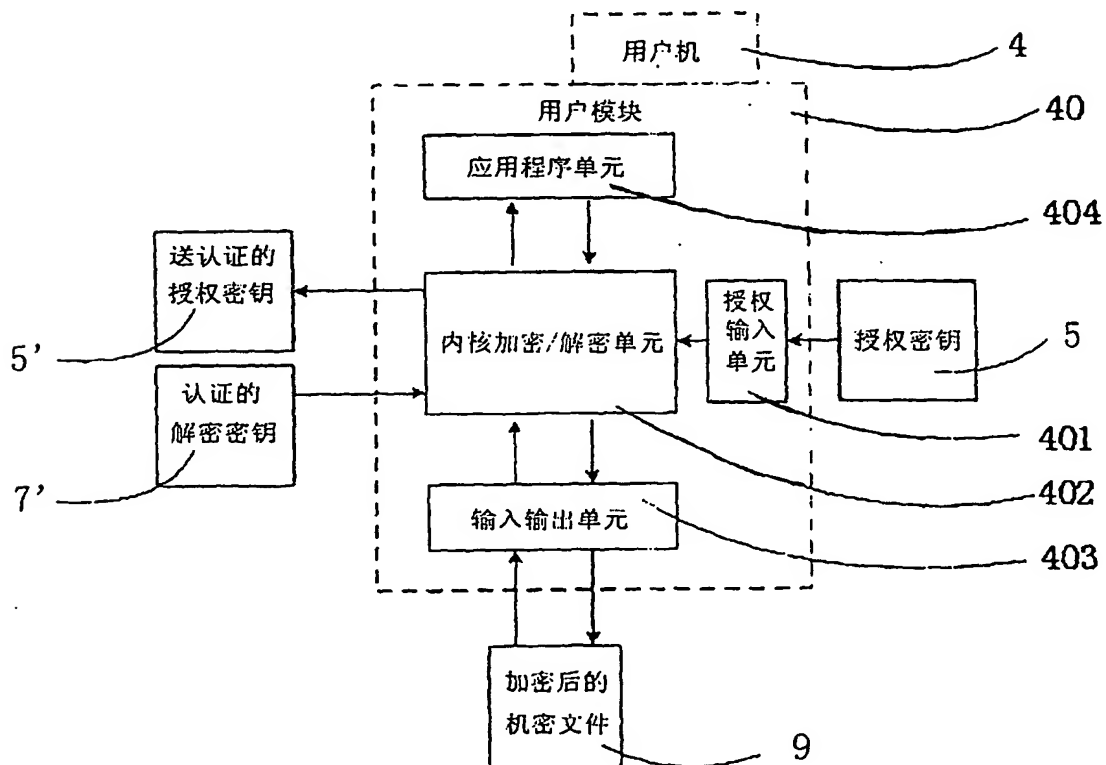 用户机
4
用户模块
40
应用程序单元
404
送认证的
授权密钥
5’
内核加密/解密单元
授权
输入
单元
授权密钥
5
认证的
解密密钥
7’
401
402
输入输出单元
403
加密后的
机密文件
9